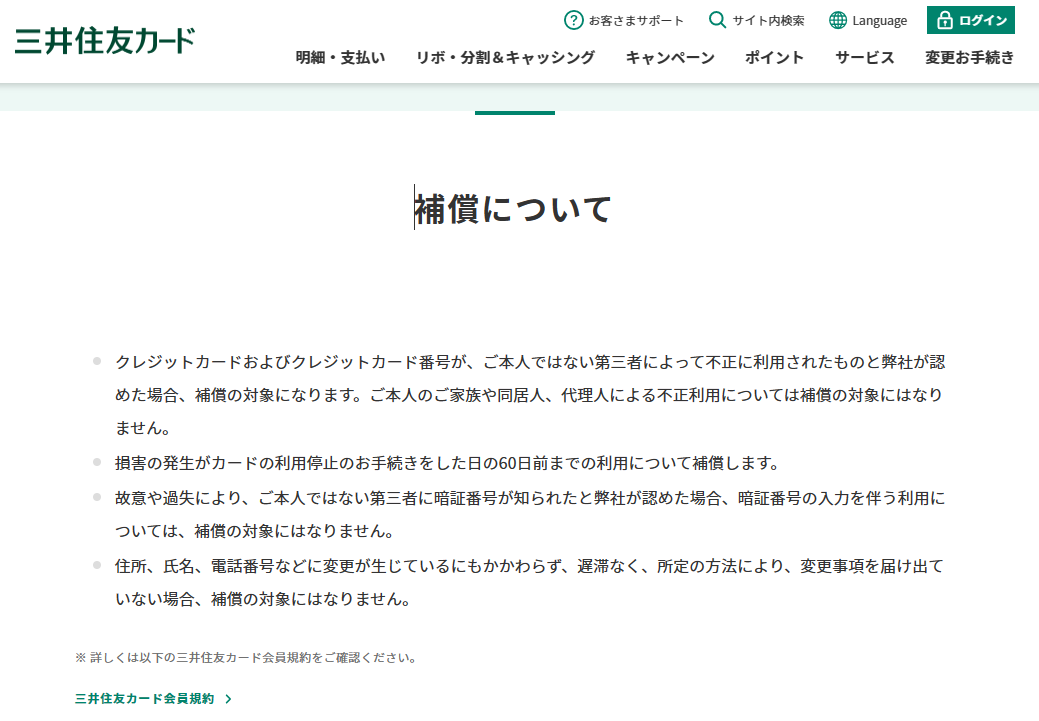 三井住友カード
お客さまサポート
サイト内検索
Language
ログイン
明細・支払い
リボ・分割&キャッシング
キャンペーン
ポイント
サービス
変更お手続き
補償について
クレジットカードおよびクレジットカード番号が、ご本人ではない第三者によって不正に利用されたものと弊社が認
めた場合、補償の対象になります。ご本人のご家族や同居人、代理人による不正利用については補償の対象にはなり
ません。
損害の発生がカードの利用停止のお手続きをした日の60日前までの利用について補償します。
故意や過失により、ご本人ではない第三者に暗証番号が知られたと弊社が認めた場合、暗証番号の入力を伴う利用に
ついては、補償の対象にはなりません。
住所、氏名、電話番号などに変更が生じているにもかかわらず、遅滞なく、所定の方法により、変更事項を届け出て
いない場合、補償の対象にはなりません。
※ 詳しくは以下の三井住友カード会員規約をご確認ください。
三井住友カード会員規約